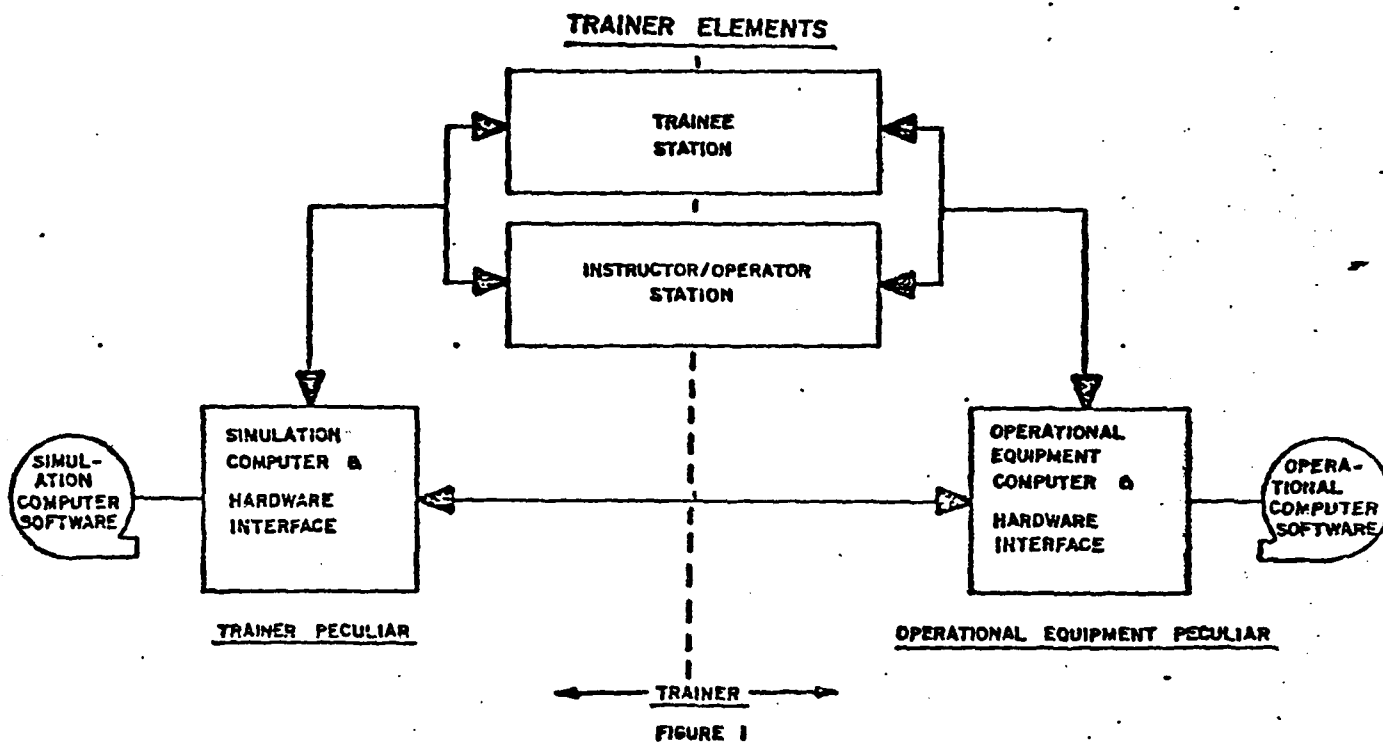 TRAINER ELEMENTS
TRAINEE
STATION
INSTRUCTOR/OPERATOR
STATION
SIMULATION
COMPUTER &
HARDWARE
INTERFACE
SIMUL-
ATION
COMPUTER
SOFTWARE
OPERATIONAL
EQUIPMENT
COMPUTER &
HARDWARE
INTERFACE
OPERA-
TIONAL
COMPUTER
SOFTWARE
TRAINER PECULIAR
OPERATIONAL EQUIPMENT PECULIAR
TRAINER
FIGURE 1